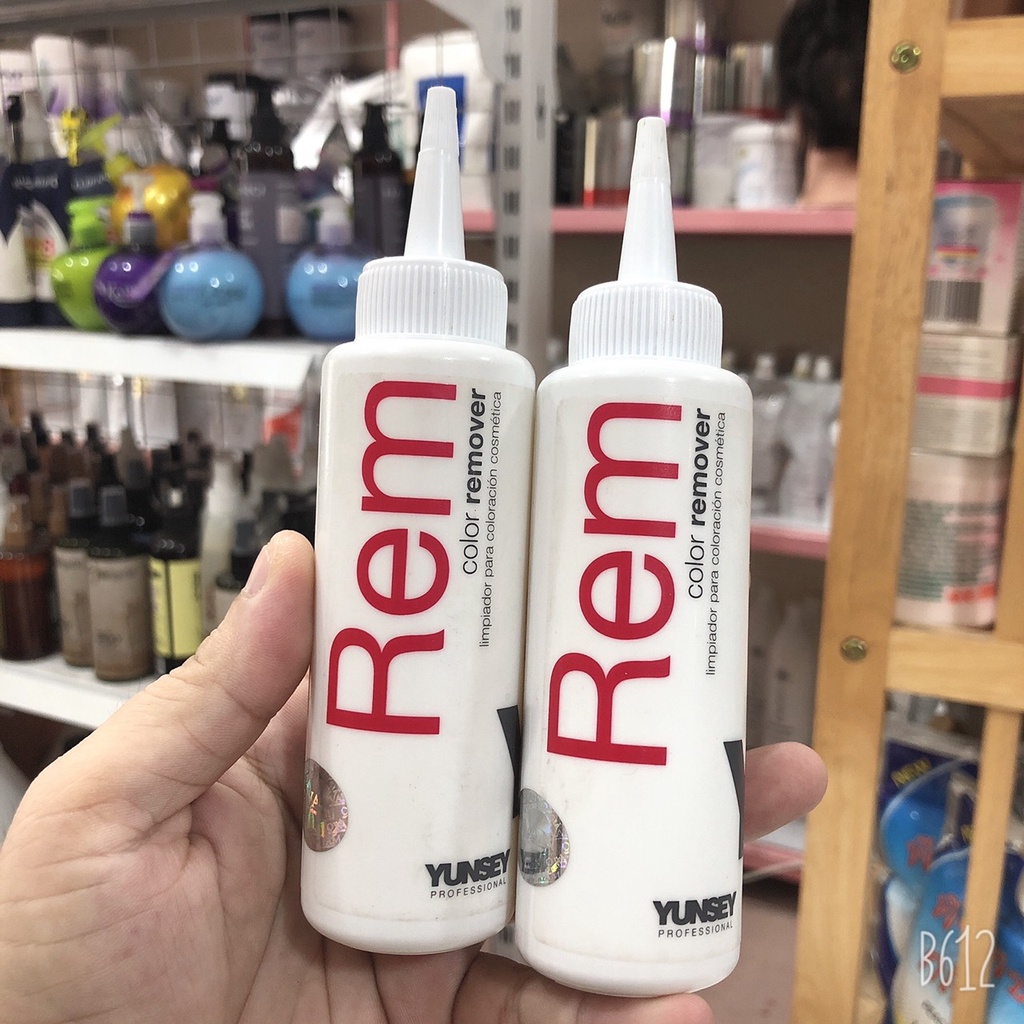 Rem
color remover
limpiador para coloración cosmética
YUNSEY
PROFESSIONAL
Rem
color remover
limpiador para coloración cosmética
YUNSEY
PROFESSIONAL
B612